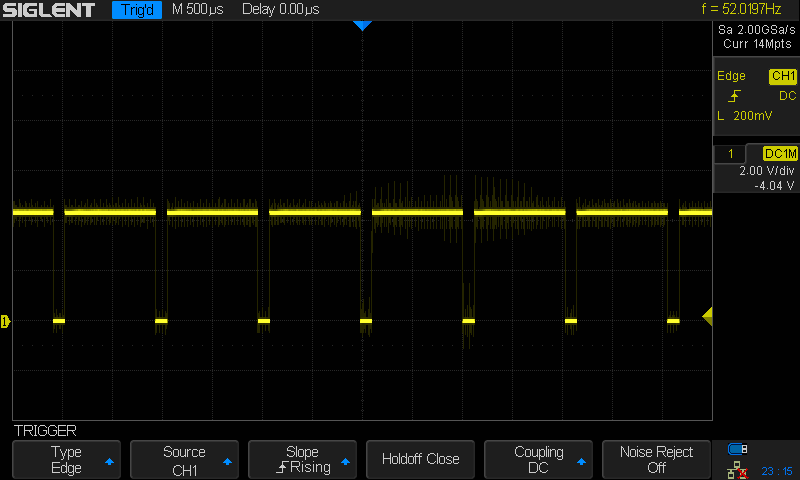 SIGLENT Trig'd M 500µs Delay 0.00µs f = 52.0197Hz
Sa 2.00GSa/s
Curr 14Mpts
Edge CH1
DC
L 200mV
1 DC1M
2.00 V/div
-4.04 V
1
TRIGGER
Type
Edge
Source
CH1
Slope
Rising
Holdoff Close
Coupling
DC
Noise Reject
Off
23:15